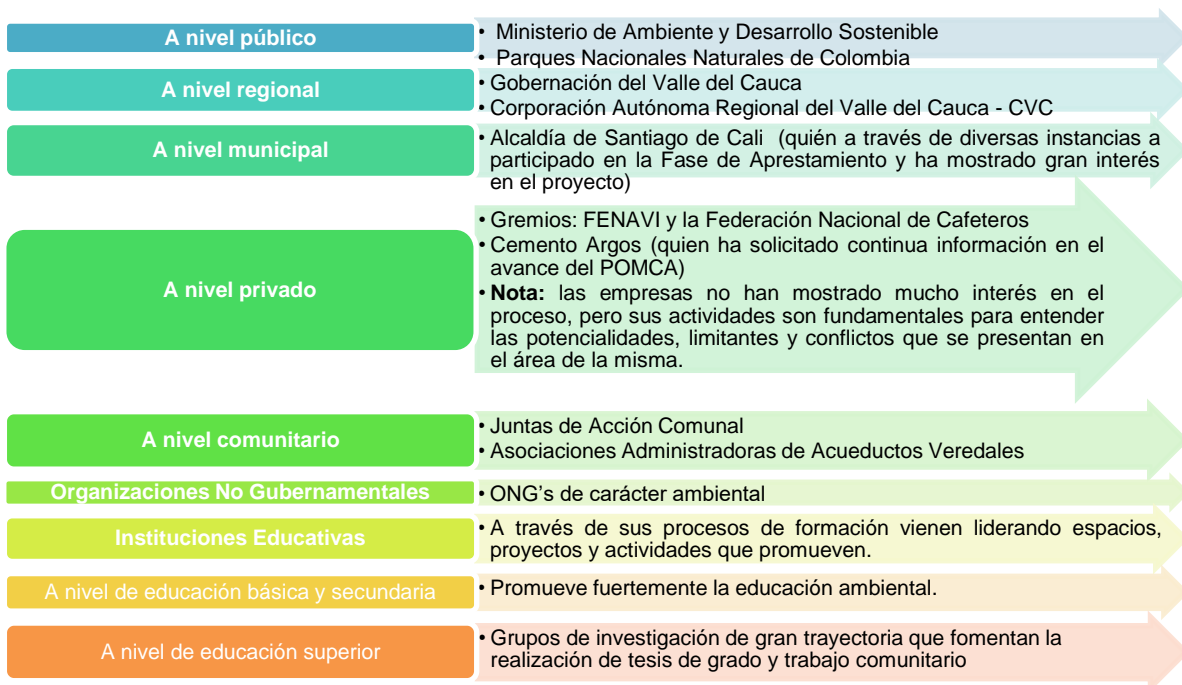 A nivel público
• Ministerio de Ambiente y Desarrollo Sostenible
• Parques Nacionales Naturales de Colombia
A nivel regional
• Gobernación del Valle del Cauca
• Corporación Autónoma Regional del Valle del Cauca - CVC
A nivel municipal
• Alcaldía de Santiago de Cali (quién a través de diversas instancias a
participado en la Fase de Aprestamiento y ha mostrado gran interés
en el proyecto)
A nivel privado
• Gremios: FENAVI y la Federación Nacional de Cafeteros
• Cemento Argos (quien ha solicitado continua información en el
avance del POMCA)
• Nota: las empresas no han mostrado mucho interés en el
proceso, pero sus actividades son fundamentales para entender
las potencialidades, limitantes y conflictos que se presentan en
el área de la misma.
A nivel comunitario
• Juntas de Acción Comunal
• Asociaciones Administradoras de Acueductos Veredales
Organizaciones No Gubernamentales
• ONG's de carácter ambiental
Instituciones Educativas
• A través de sus procesos de formación vienen liderando espacios,
proyectos y actividades que promueven.
A nivel de educación básica y secundaria
• Promueve fuertemente la educación ambiental.
A nivel de educación superior
• Grupos de investigación de gran trayectoria que fomentan la
realización de tesis de grado y trabajo comunitario